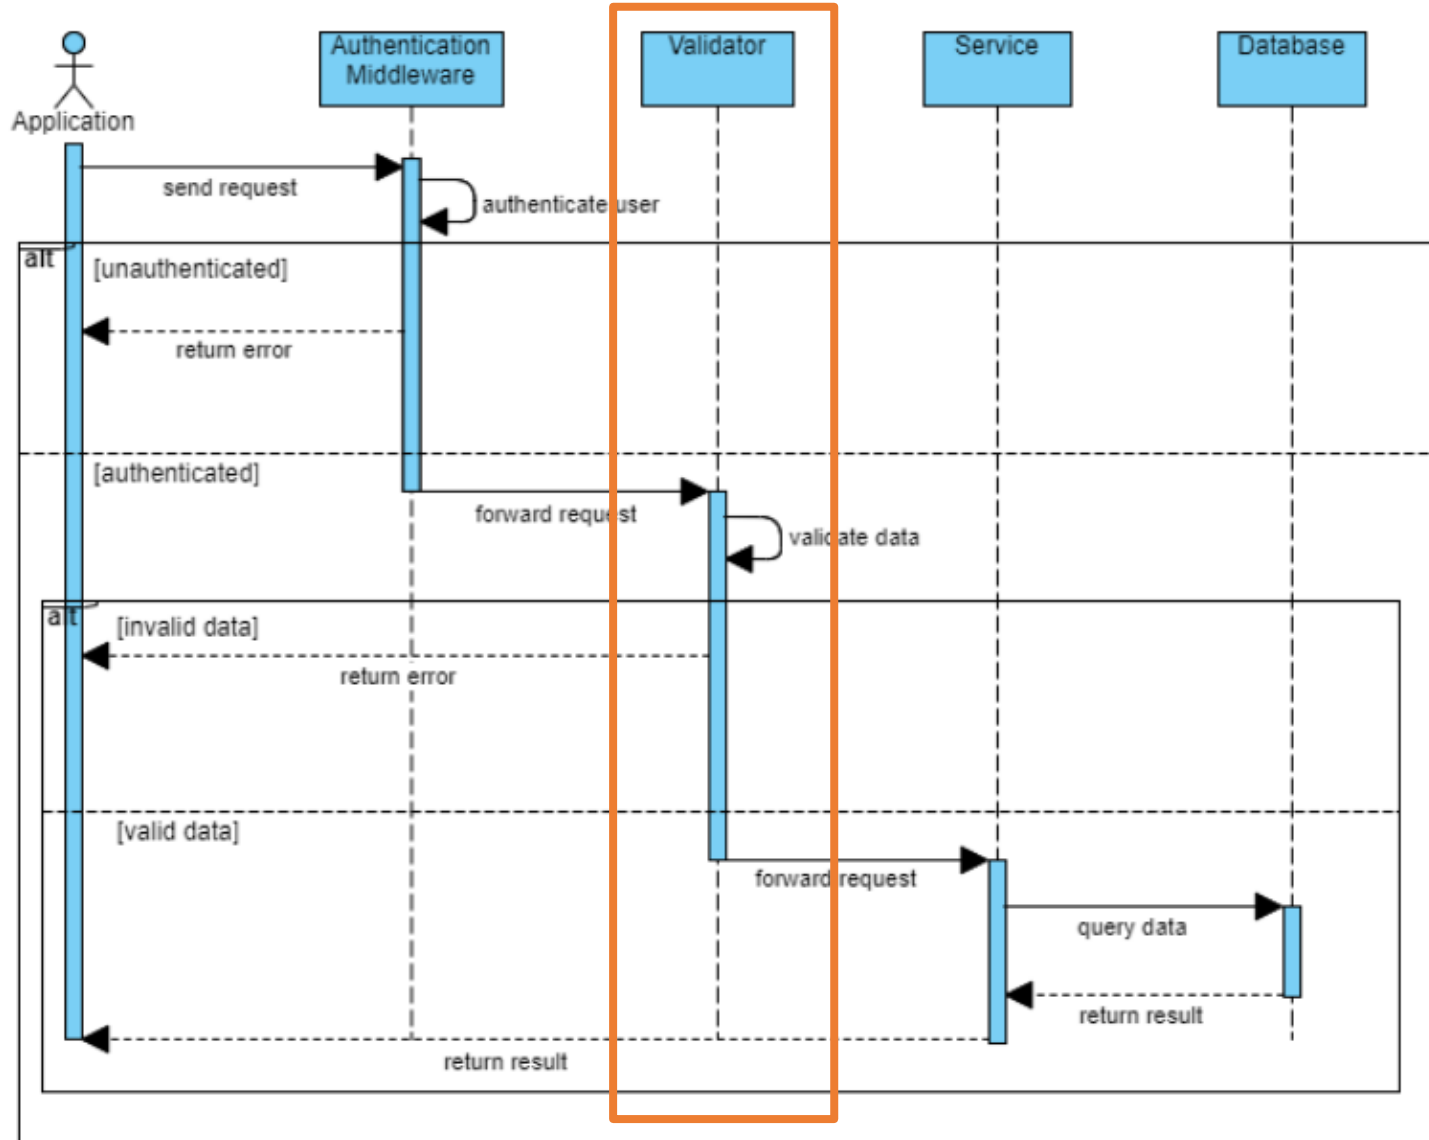 Application
Authentication
Middleware
Validator
Service
Database
send request
authenticate user
alt
[unauthenticated]
return error
[authenticated]
forward request
validate data
alt
[invalid data]
return error
[valid data]
forward request
query data
return result
return result